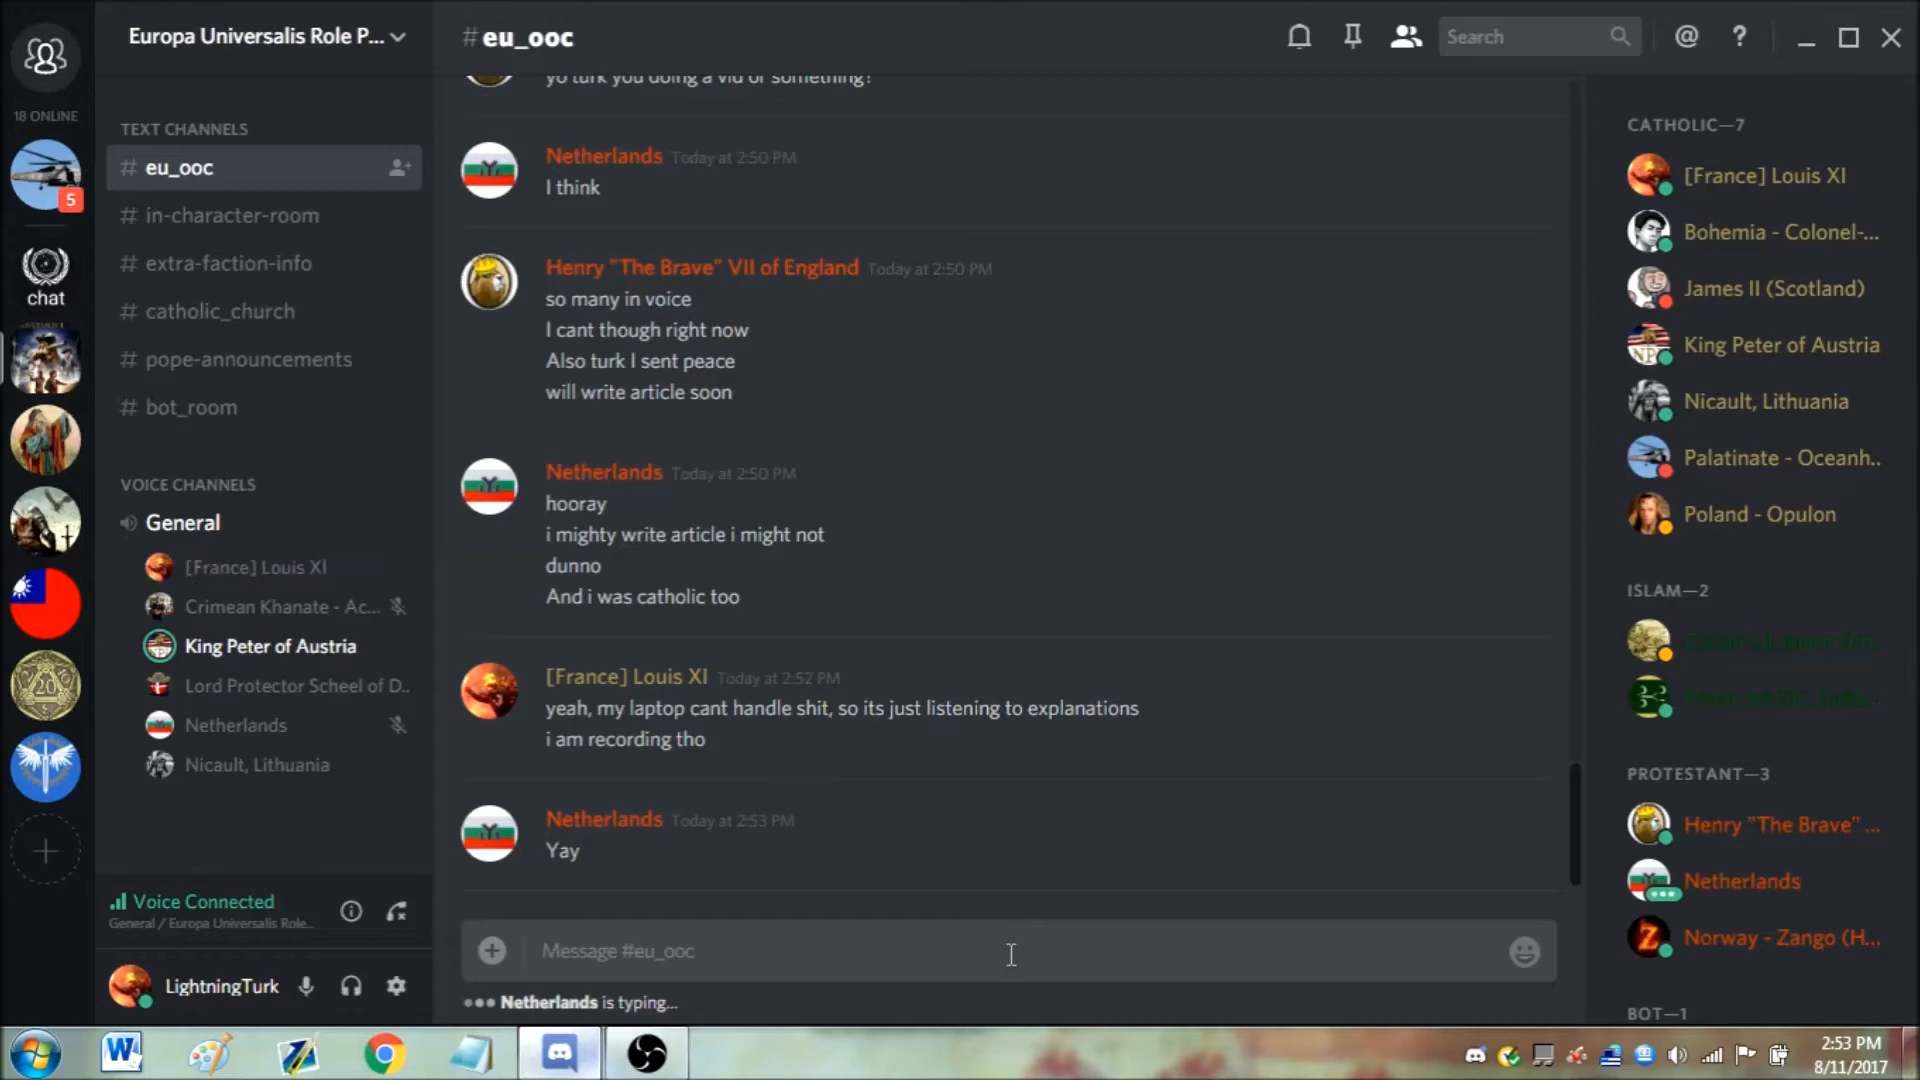 Europa Universalis Role P...
# eu_ooc
Search
18 ONLINE
5
chat
TEXT CHANNELS
# eu_ooc
# in-character-room
# extra-faction-info
# catholic_church
# pope-announcements
# bot_room
VOICE CHANNELS
General
[France] Louis XI
Crimean Khanate - Ac...
King Peter of Austria
Lord Protector Scheel of D..
Netherlands
Nicault, Lithuania
Voice Connected
General / Europa Universalis Role...
LightningTurk
yo turk you doing a vid or something?
Netherlands Today at 2:50 PM
I think
Henry "The Brave" VII of England Today at 2:50 PM
so many in voice
I cant though right now
Also turk I sent peace
will write article soon
Netherlands Today at 2:50 PM
hooray
i mighty write article i might not
dunno
And i was catholic too
[France] Louis XI Today at 2:52 PM
yeah, my laptop cant handle shit, so its just listening to explanations
i am recording tho
Netherlands Today at 2:53 PM
Yay
Message #eu_ooc
Netherlands is typing...
CATHOLIC—7
[France] Louis XI
Bohemia - Colonel-...
James II (Scotland)
King Peter of Austria
Nicault, Lithuania
Palatinate - Oceanh..
Poland - Opulon
ISLAM—2
PROTESTANT—3
Henry "The Brave" ...
Netherlands
Norway - Zango (H...
BOT—1
2:53 PM
8/11/2017